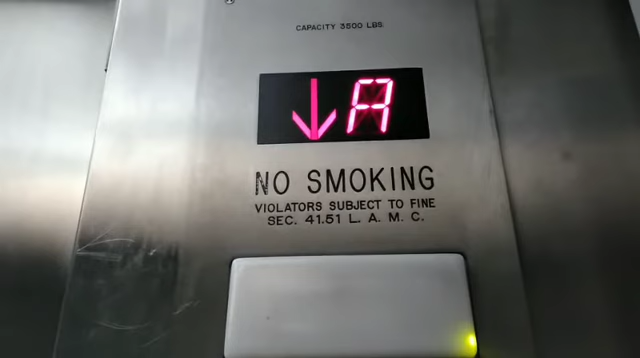 CAPACITY 3500 LBS
↓ A
NO SMOKING
VIOLATORS SUBJECT TO FINE
SEC. 41.51 L. A. M. C.